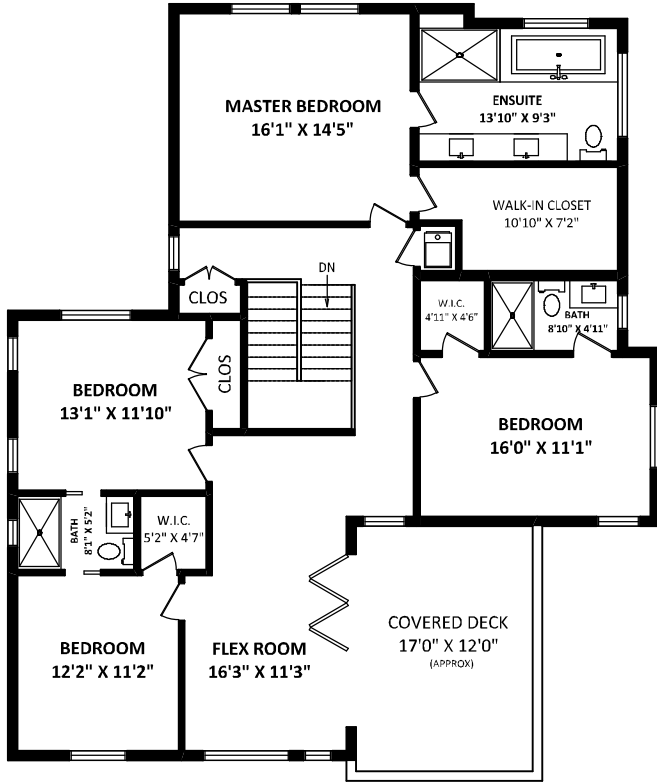 MASTER BEDROOM
16'1" X 14'5"
ENSUITE
13'10" X 9'3"
WALK-IN CLOSET
10'10" X 7'2"
DN
CLOS
W.I.C.
4'11" X 4'6"
BATH
8'10" X 4'11"
CLOS
BEDROOM
13'1" X 11'10"
BEDROOM
16'0" X 11'1"
BATH
8'1" X 5'2"
W.I.C.
5'2" X 4'7"
BEDROOM
12'2" X 11'2"
FLEX ROOM
16'3" X 11'3"
COVERED DECK
17'0" X 12'0"
(APPROX)